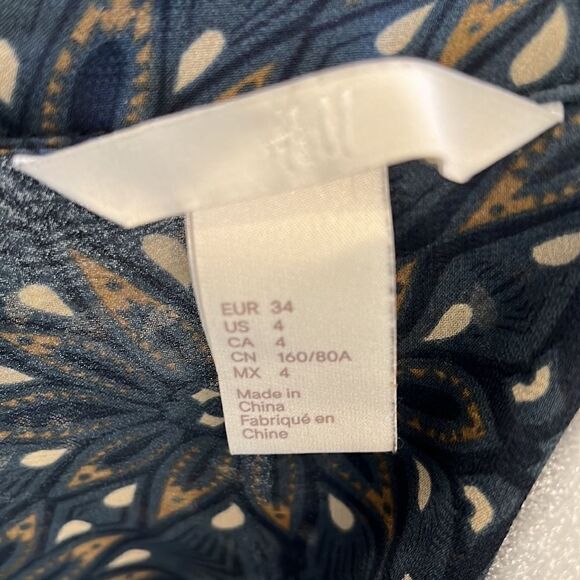 EUR 34
US 4
CA 4
CN 160/80A
MX 4
Made in
China
Fabriqué en
Chine